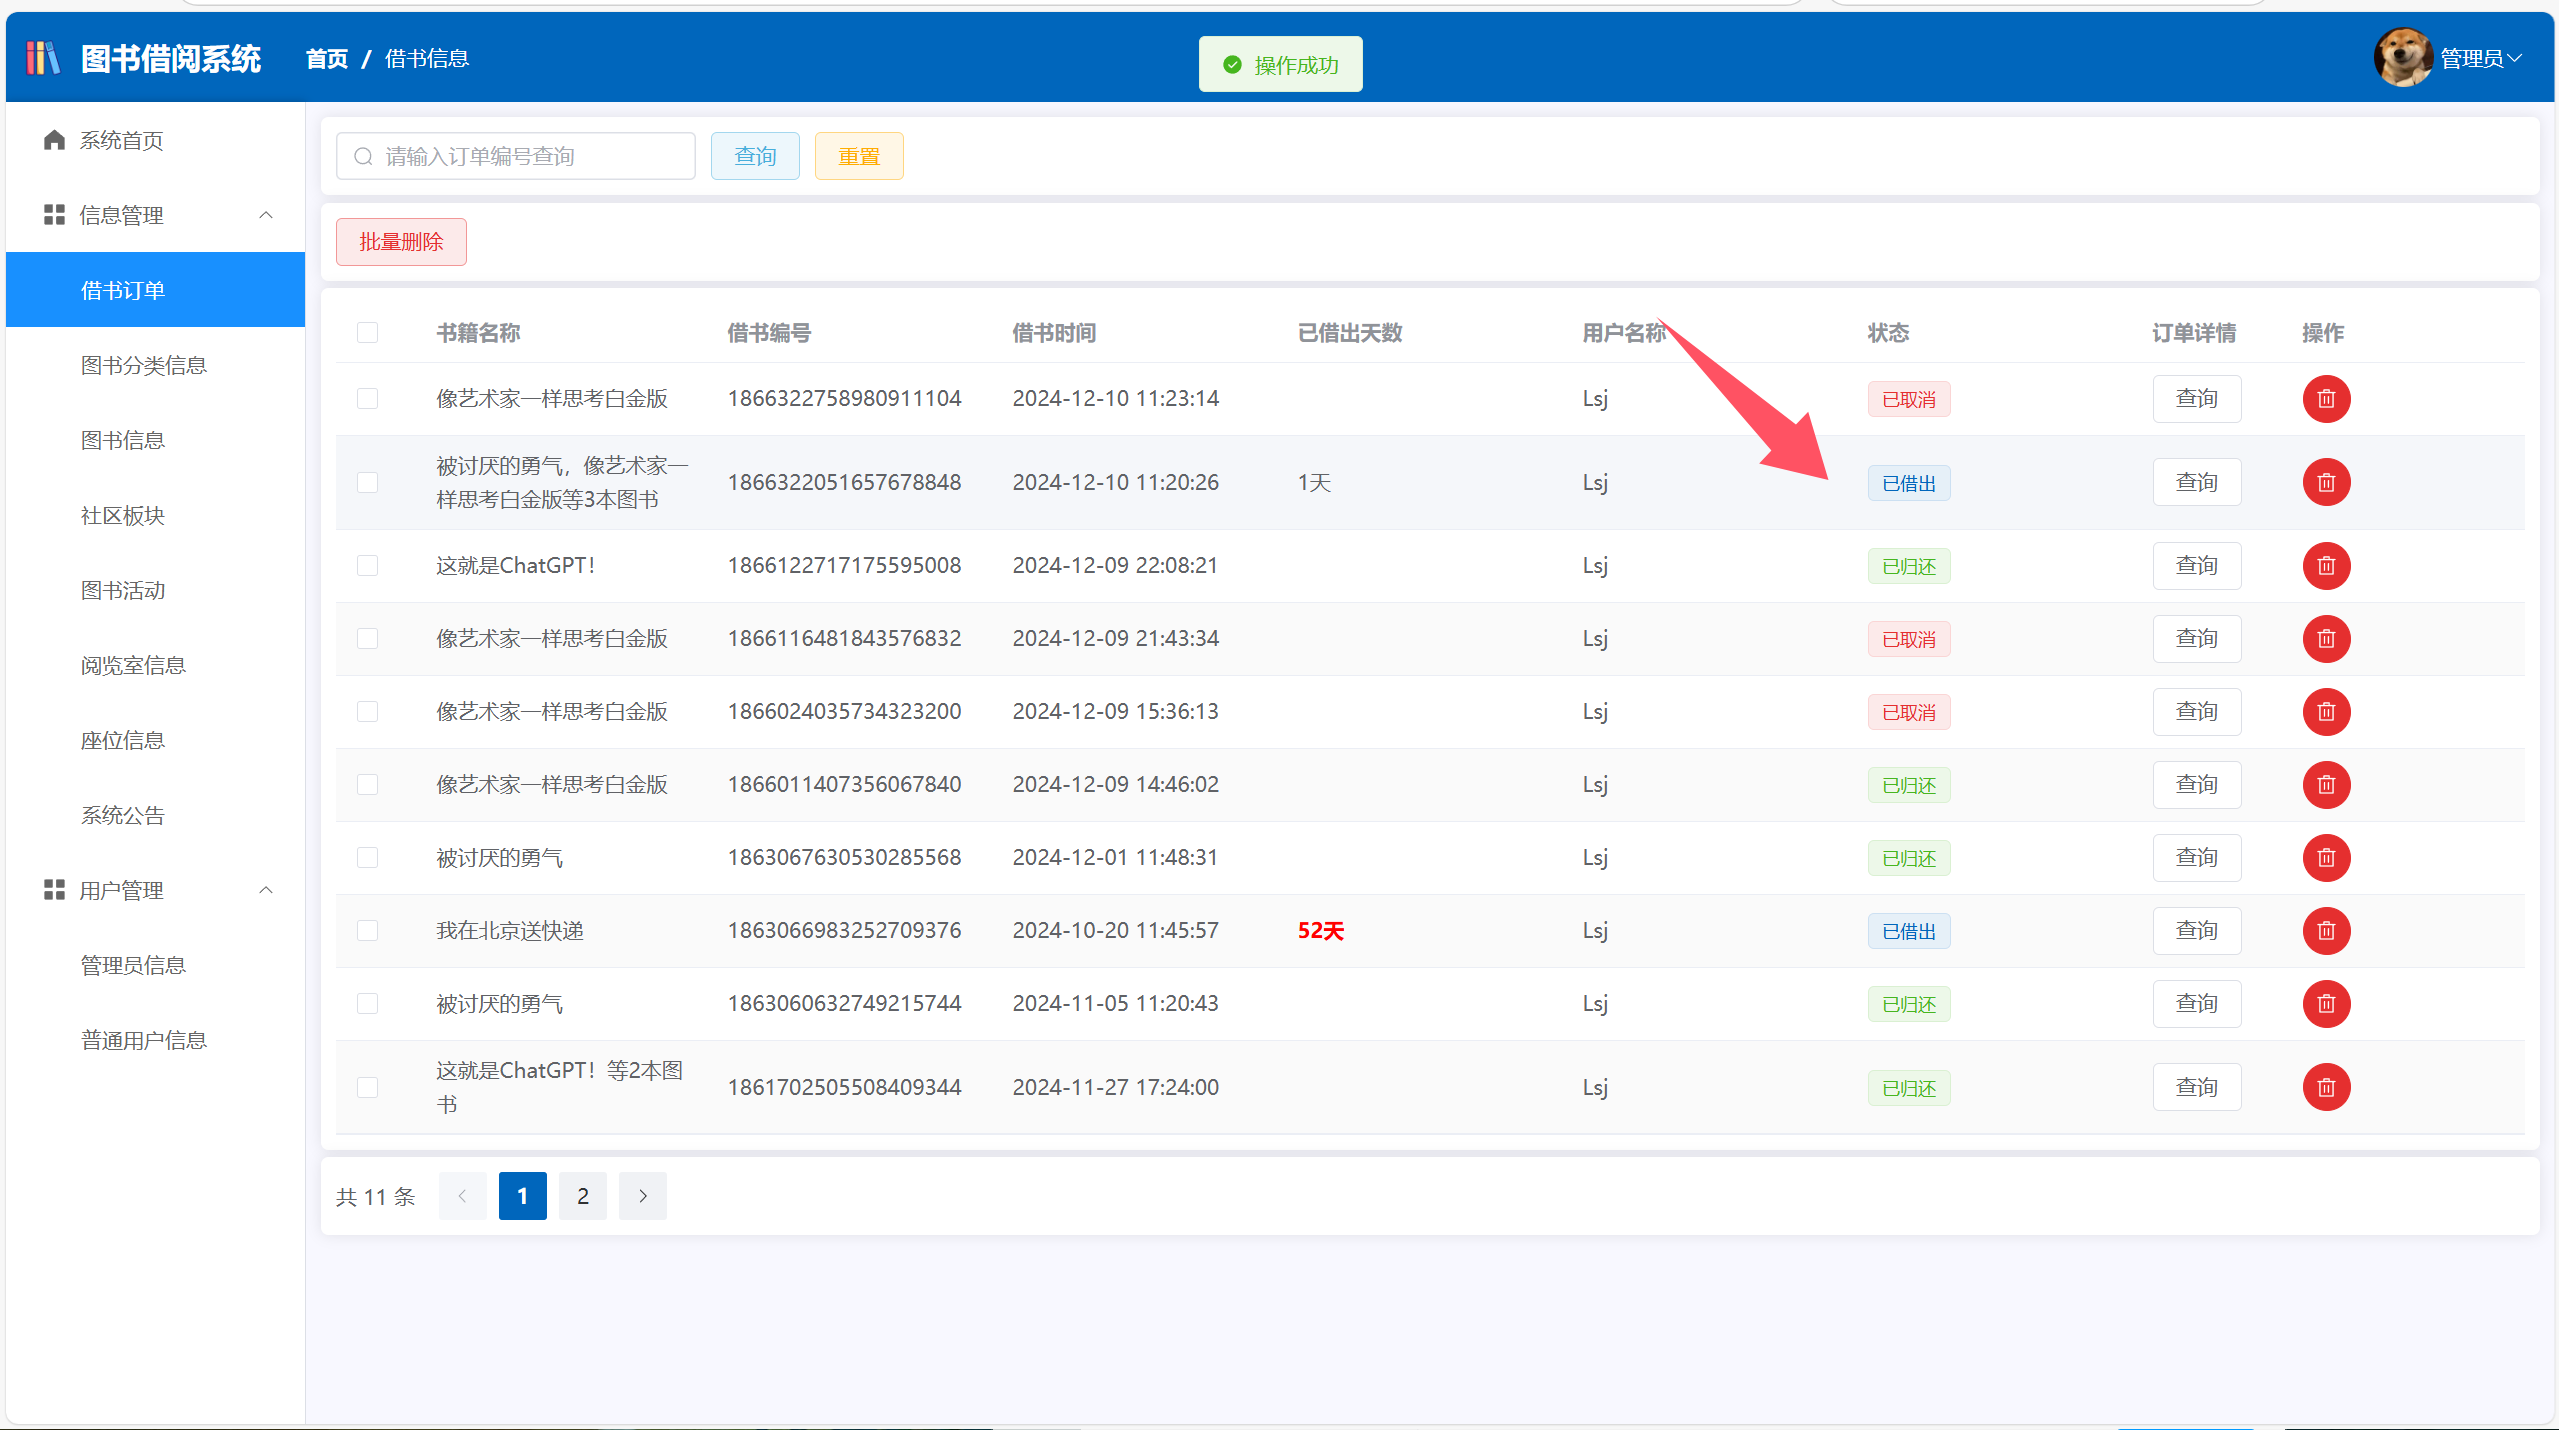 图书借阅系统 首页 / 借书信息 操作成功 管理员
系统首页
信息管理
借书订单
图书分类信息
图书信息
社区板块
图书活动
阅览室信息
座位信息
系统公告
用户管理
管理员信息
普通用户信息
请输入订单编号查询 查询 重置
批量删除
书籍名称 借书编号 借书时间 已借出天数 用户名称 状态 订单详情 操作
像艺术家一样思考白金版 1866322758980911104 2024-12-10 11:23:14 Lsj 已取消 查询
被讨厌的勇气，像艺术家一
样思考白金版等3本图书 1866322051657678848 2024-12-10 11:20:26 1天 Lsj 已借出 查询
这就是ChatGPT！ 1866122717175595008 2024-12-09 22:08:21 Lsj 已归还 查询
像艺术家一样思考白金版 1866116481843576832 2024-12-09 21:43:34 Lsj 已取消 查询
像艺术家一样思考白金版 1866024035734323200 2024-12-09 15:36:13 Lsj 已取消 查询
像艺术家一样思考白金版 1866011407356067840 2024-12-09 14:46:02 Lsj 已归还 查询
被讨厌的勇气 1863067630530285568 2024-12-01 11:48:31 Lsj 已归还 查询
我在北京送快递 1863066983252709376 2024-10-20 11:45:57 52天 Lsj 已借出 查询
被讨厌的勇气 1863060632749215744 2024-11-05 11:20:43 Lsj 已归还 查询
这就是ChatGPT！等2本图
书 1861702505508409344 2024-11-27 17:24:00 Lsj 已归还 查询
共 11 条 1 2